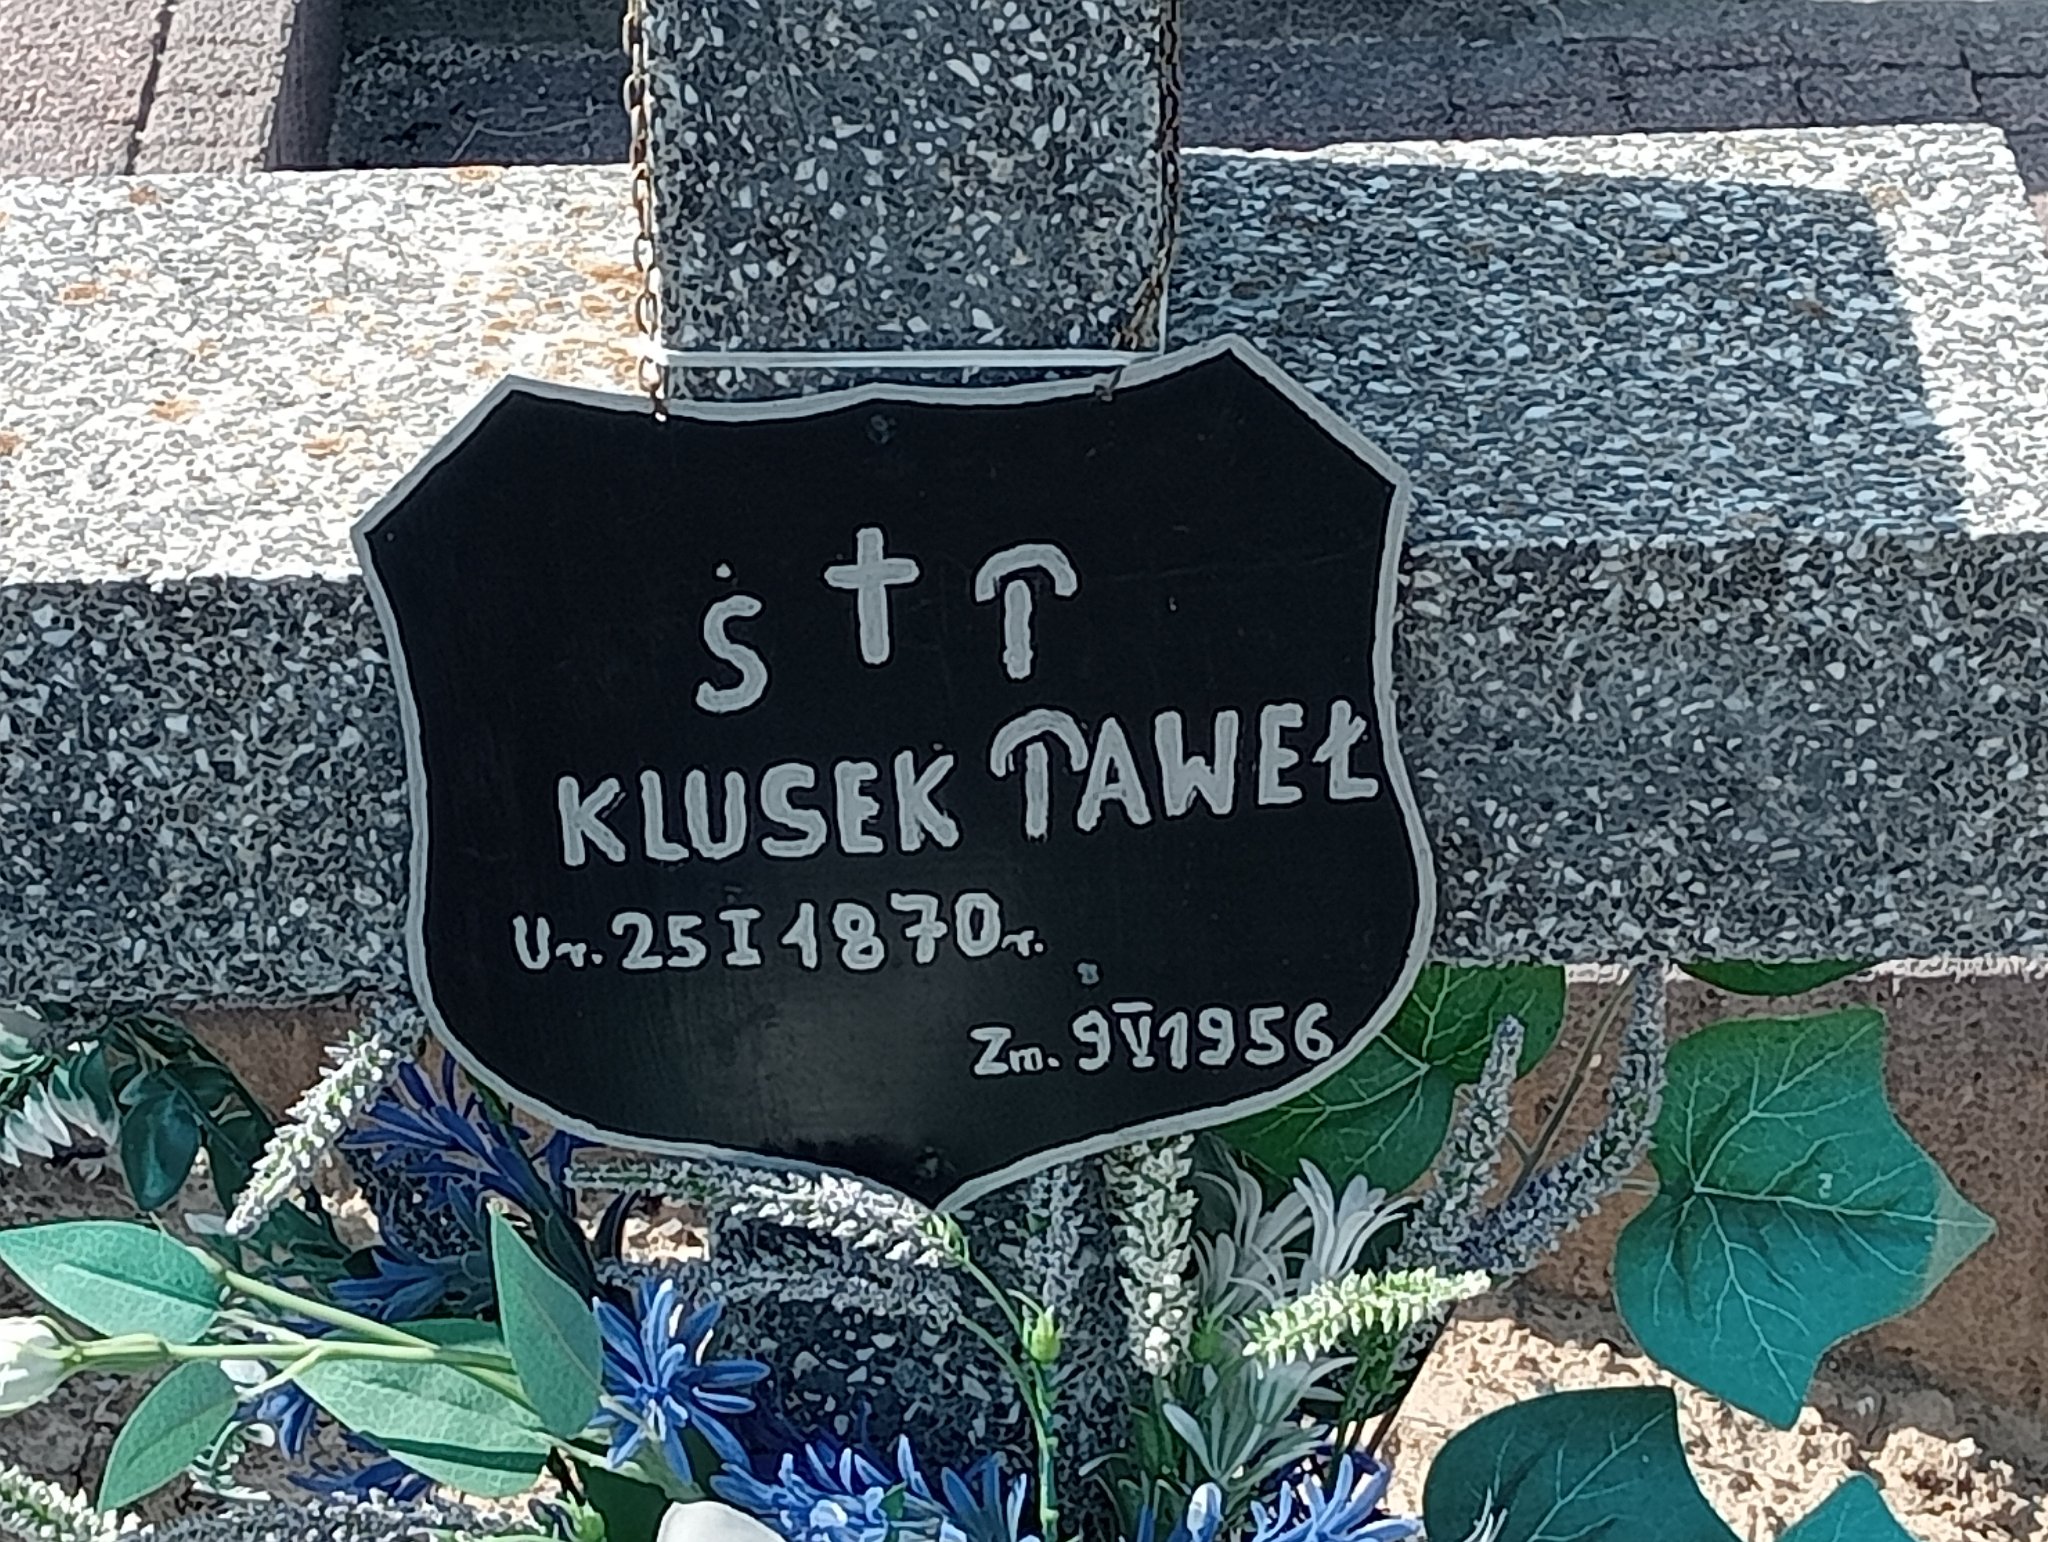 Ś † P
KLUSEK PAWEŁ
Ur. 25 I 1870 r.
Zm. 9 V 1956